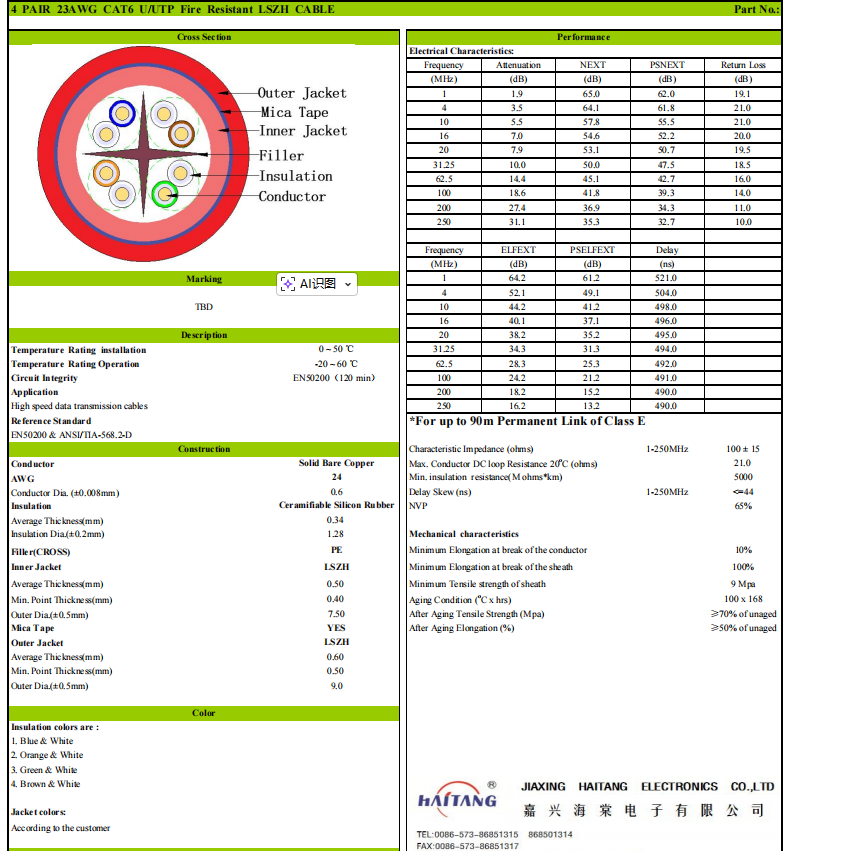 4 PAIR 23AWG CAT6 U/UTP Fire Resistant LSZH CABLE Part No.:
Cross Section
Outer Jacket
Mica Tape
Inner Jacket
Filler
Insulation
Conductor
Marking
AI识图
TBD
Description
Temperature Rating installation 0～50 ℃
Temperature Rating Operation -20～60 ℃
Circuit Integrity EN50200（120 min）
Application
High speed data transmission cables
Reference Standard
EN50200 & ANSI/TIA-568.2-D
Construction
Conductor Solid Bare Copper
AWG 24
Conductor Dia. (±0.008mm) 0.6
Insulation Ceramifiable Silicon Rubber
Average Thickness(mm) 0.34
Insulation Dia.(±0.2mm) 1.28
Filler(CROSS) PE
Inner Jacket LSZH
Average Thickness(mm) 0.50
Min. Point Thickness(mm) 0.40
Outer Dia.(±0.5mm) 7.50
Mica Tape YES
Outer Jacket LSZH
Average Thickness(mm) 0.60
Min. Point Thickness(mm) 0.50
Outer Dia.(±0.5mm) 9.0
Color
Insulation colors are :
1. Blue & White
2. Orange & White
3. Green & White
4. Brown & White
Jacket colors:
According to the customer
Performance
Electrical Characteristics:
Frequency Attenuation NEXT PSNEXT Return Loss
(MHz) (dB) (dB) (dB) (dB)
1 1.9 65.0 62.0 19.1
4 3.5 64.1 61.8 21.0
10 5.5 57.8 55.5 21.0
16 7.0 54.6 52.2 20.0
20 7.9 53.1 50.7 19.5
31.25 10.0 50.0 47.5 18.5
62.5 14.4 45.1 42.7 16.0
100 18.6 41.8 39.3 14.0
200 27.4 36.9 34.3 11.0
250 31.1 35.3 32.7 10.0
Frequency ELFEXT PSELFEXT Delay
(MHz) (dB) (dB) (ns)
1 64.2 61.2 521.0
4 52.1 49.1 504.0
10 44.2 41.2 498.0
16 40.1 37.1 496.0
20 38.2 35.2 495.0
31.25 34.3 31.3 494.0
62.5 28.3 25.3 492.0
100 24.2 21.2 491.0
200 18.2 15.2 490.0
250 16.2 13.2 490.0
*For up to 90m Permanent Link of Class E
Characteristic Impedance (ohms) 1-250MHz 100 ± 15
Max. Conductor DC loop Resistance 20°C (ohms) 21.0
Min. insulation resistance(M ohms*km) 5000
Delay Skew (ns) 1-250MHz <=44
NVP 65%
Mechanical characteristics
Minimum Elongation at break of the conductor 10%
Minimum Elongation at break of the sheath 100%
Minimum Tensile strength of sheath 9 Mpa
Aging Condition (°C x hrs) 100 x 168
After Aging Tensile Strength (Mpa) ≥70% of unaged
After Aging Elongation (%) ≥50% of unaged
HAITANG ®
JIAXING HAITANG ELECTRONICS CO.,LTD
嘉兴海棠电子有限公司
TEL:0086-573-86851315 868501314
FAX:0086-573-86851317